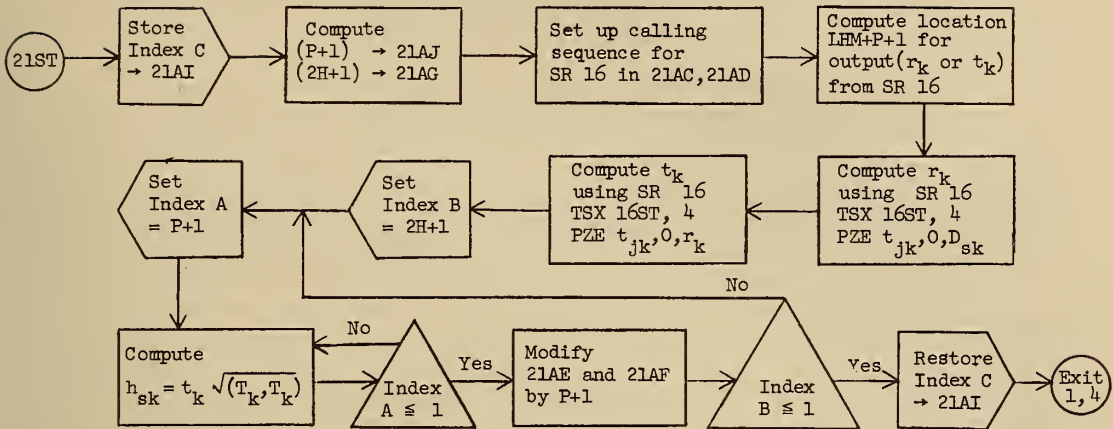 21ST
Store
Index C
→ 21AI
Compute
(P+1) → 21AJ
(2H+1) → 21AG
Set up calling
sequence for
SR 16 in 21AC,21AD
Compute location
LHM+P+1 for
output(r_k or t_k)
from SR 16
Set
Index A
= P+1
Set
Index B
= 2H+1
Compute t_k
using SR 16
TSX 16ST, 4
PZE t_jk,0,r_k
Compute r_k
using SR 16
TSX 16ST, 4
PZE t_jk,0,D_sk
No
Compute
h_sk = t_k √(T_k,T_k)
No
Index
A ≦ 1
Yes
Modify
21AE and 21AF
by P+1
Index
B ≦ 1
Yes
Restore
Index C
→ 21AI
Exit
1, 4